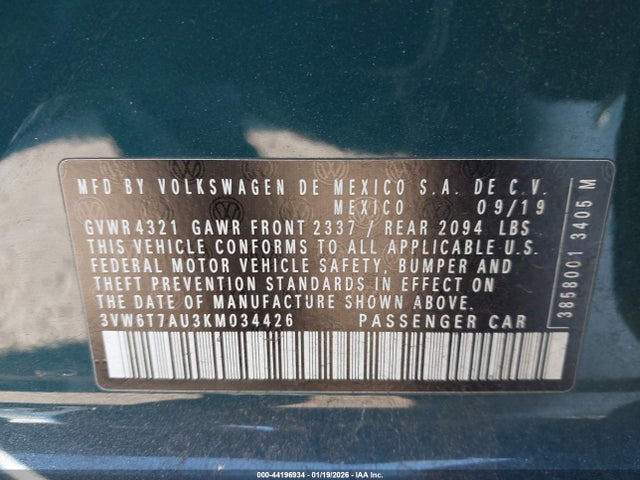 MFD BY VOLKSWAGEN DE MEXICO S.A. DE C.V.
MEXICO 09/19
GVWR 4321 GAWR FRONT 2337 / REAR 2094 LBS
THIS VEHICLE CONFORMS TO ALL APPLICABLE U.S.
FEDERAL MOTOR VEHICLE SAFETY, BUMPER AND
THEFT PREVENTION STANDARDS IN EFFECT ON
THE DATE OF MANUFACTURE SHOWN ABOVE.
3VW6T7AU3KM034426 PASSENGER CAR
3858001 3405 M
000-44196934 - 01/19/2026 - IAA Inc.